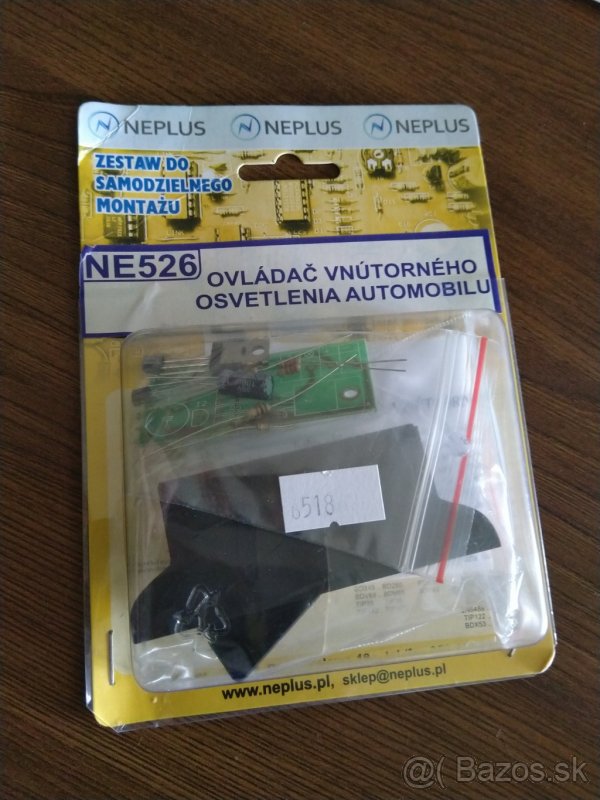 NEPLUS NEPLUS NEPLUS
ZESTAW DO
SAMODZIELNEGO
MONTAŻU
NE526
OVLÁDAČ VNÚTORNÉHO
OSVETLENIA AUTOMOBILU
6518
TIP122
BDX53
www.neplus.pl, sklep@neplus.pl
@( Bazos.sk